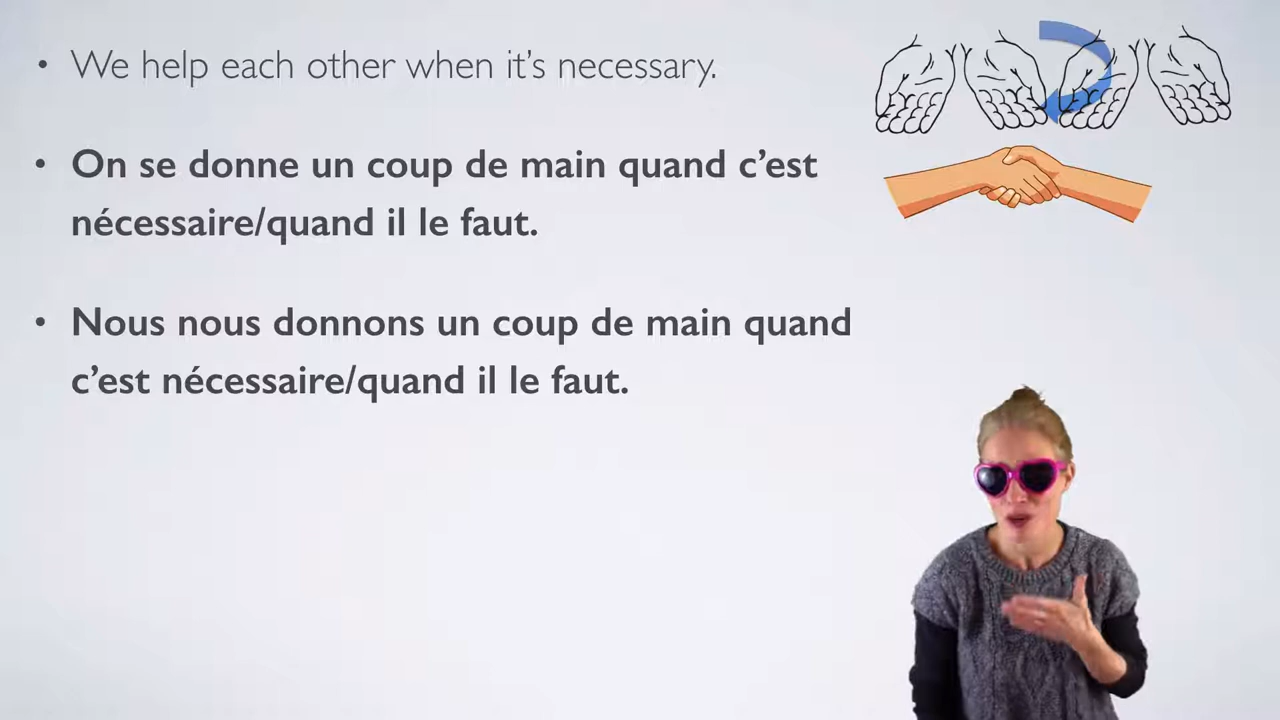 • We help each other when it’s necessary.
• On se donne un coup de main quand c’est
nécessaire/quand il le faut.
• Nous nous donnons un coup de main quand
c’est nécessaire/quand il le faut.